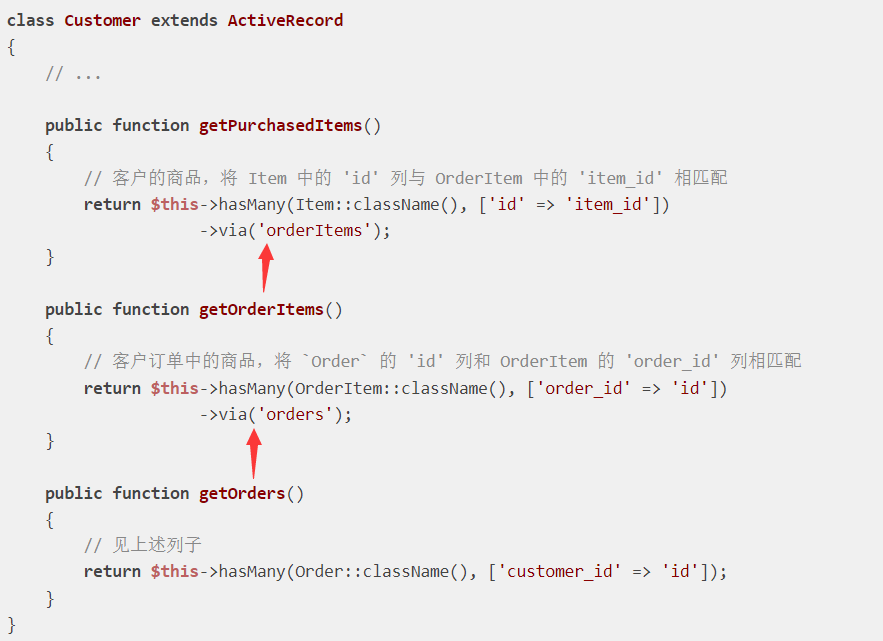 class Customer extends ActiveRecord
{
    // ...
    public function getPurchasedItems()
    {
        // 客户的商品，将 Item 中的 'id' 列与 OrderItem 中的 'item_id' 相匹配
        return $this->hasMany(Item::className(), ['id' => 'item_id'])
                    ->via('orderItems');
    }
    public function getOrderItems()
    {
        // 客户订单中的商品，将 `Order` 的 'id' 列和 OrderItem 的 'order_id' 列相匹配
        return $this->hasMany(OrderItem::className(), ['order_id' => 'id'])
                    ->via('orders');
    }
    public function getOrders()
    {
        // 见上述列子
        return $this->hasMany(Order::className(), ['customer_id' => 'id']);
    }
}